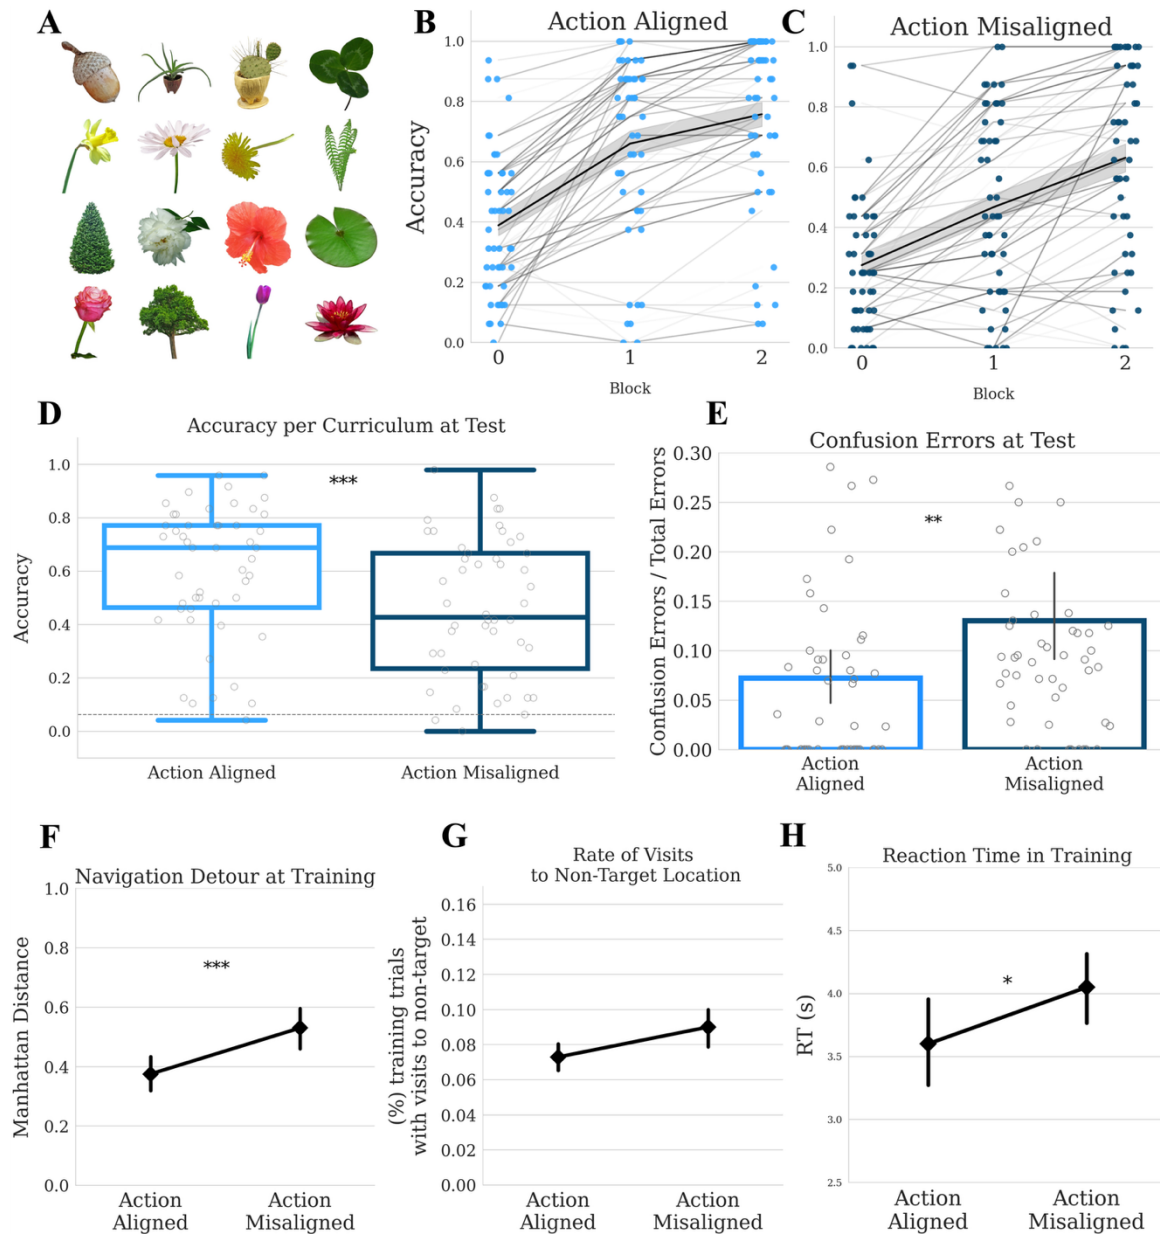 A
B
Action Aligned
Accuracy
1.0
0.8
0.6
0.4
0.2
0.0
0
1
2
Block
C
Action Misaligned
1.0
0.8
0.6
0.4
0.2
0.0
0
1
2
Block
D
Accuracy per Curriculum at Test
***
Accuracy
1.0
0.8
0.6
0.4
0.2
0.0
Action Aligned
Action Misaligned
E
Confusion Errors at Test
**
Confusion Errors / Total Errors
0.30
0.25
0.20
0.15
0.10
0.05
0.00
Action
Aligned
Action
Misaligned
F
Navigation Detour at Training
***
Manhattan Distance
1.0
0.8
0.6
0.4
0.2
0.0
Action
Aligned
Action
Misaligned
G
Rate of Visits
to Non-Target Location
(%) training trials
with visits to non-target
0.16
0.14
0.12
0.10
0.08
0.06
0.04
0.02
0.00
Action
Aligned
Action
Misaligned
H
Reaction Time in Training
*
RT (s)
5.0
4.5
4.0
3.5
3.0
2.5
Action
Aligned
Action
Misaligned